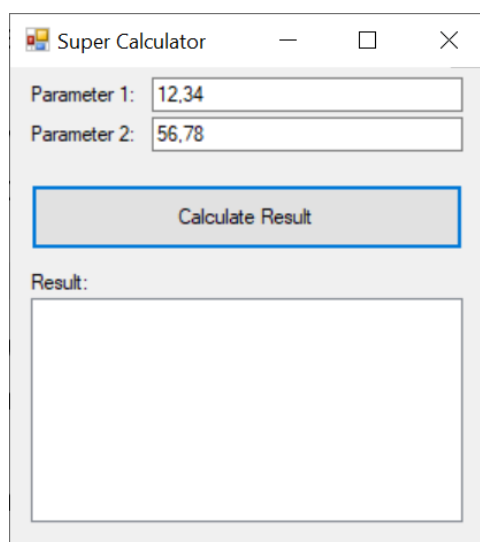 Super Calculator
Parameter 1: 12,34
Parameter 2: 56,78
Calculate Result
Result: